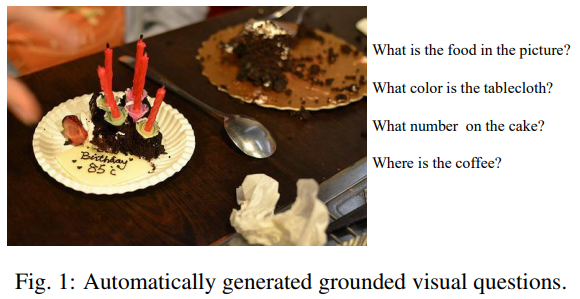 What is the food in the picture?
What color is the tablecloth?
What number on the cake?
Where is the coffee?
Birthday
85°c
Fig. 1: Automatically generated grounded visual questions.